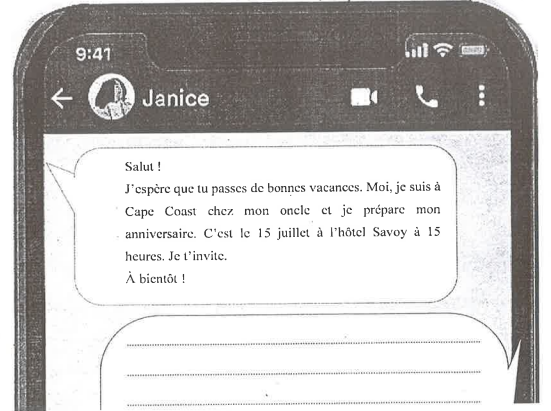 9:41
Janice
Salut !
J'espère que tu passes de bonnes vacances. Moi, je suis à
Cape Coast chez mon oncle et je prépare mon
anniversaire. C'est le 15 juillet à l'hôtel Savoy à 15
heures. Je t'invite.
À bientôt !